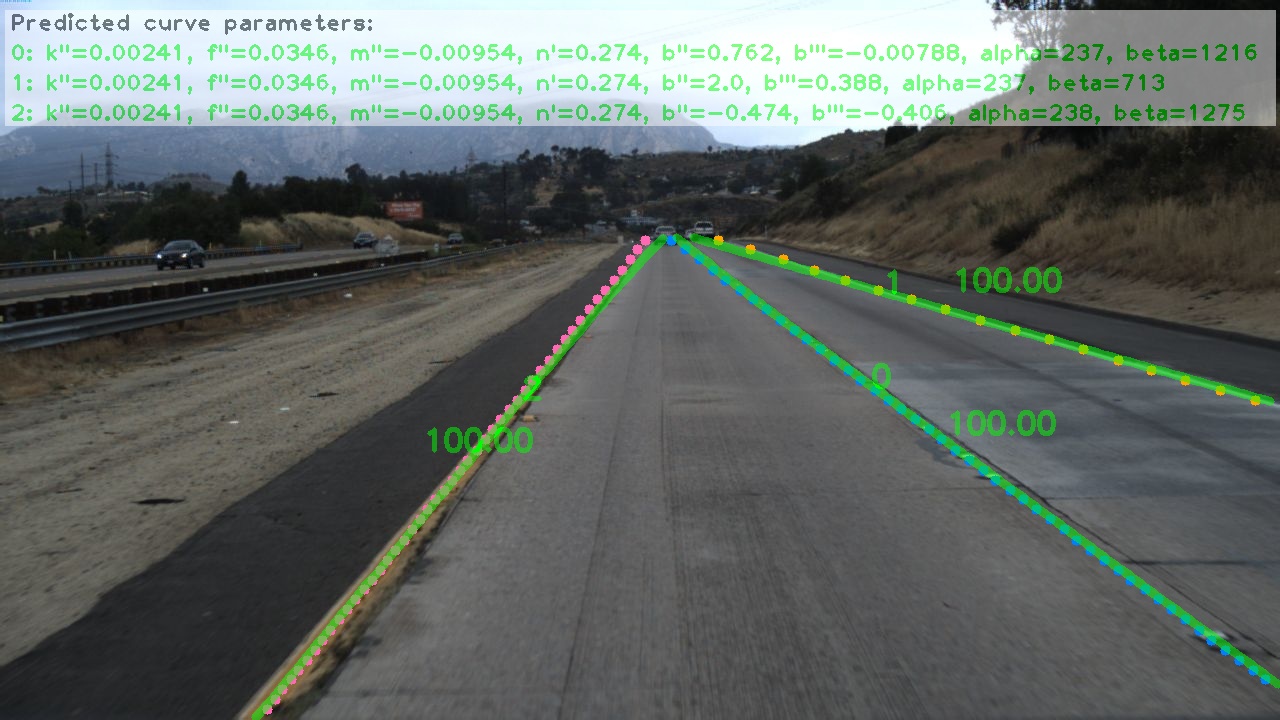 Predicted curve parameters:
0: k''=0.00241, f''=0.0346, m''=-0.00954, n'=0.274, b''=0.762, b'''=-0.00788, alpha=237, beta=1216
1: k''=0.00241, f''=0.0346, m''=-0.00954, n'=0.274, b''=2.0, b'''=0.388, alpha=237, beta=713
2: k''=0.00241, f''=0.0346, m''=-0.00954, n'=0.274, b''=-0.474, b'''=-0.406, alpha=238, beta=1275
1 100.00
0
2
100.00
100.00